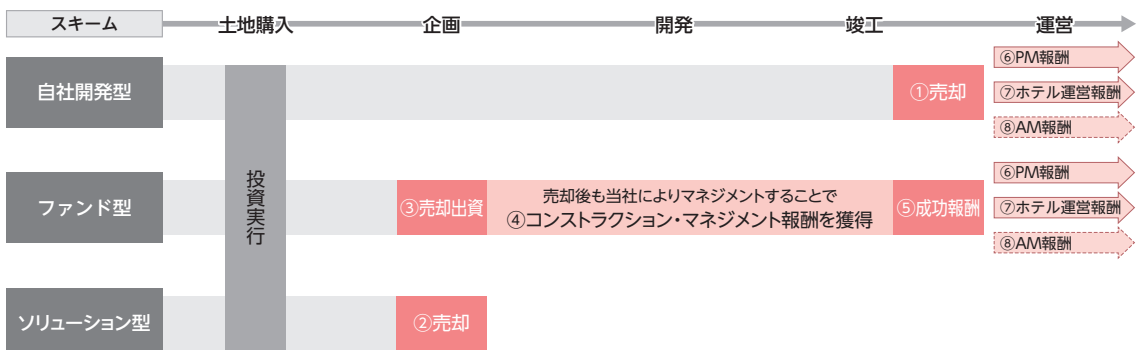 スキーム
土地購入
企画
開発
竣工
運営
自社開発型
①売却
⑥PM報酬
⑦ホテル運営報酬
⑧AM報酬
投資実行
ファンド型
③売却出資
売却後も当社によりマネジメントすることで
④コンストラクション・マネジメント報酬を獲得
⑤成功報酬
⑥PM報酬
⑦ホテル運営報酬
⑧AM報酬
ソリューション型
②売却